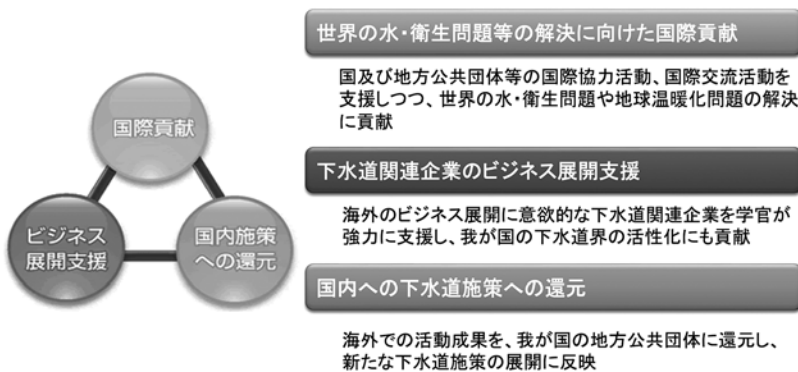 国際貢献
ビジネス
展開支援
国内施策
への還元
世界の水・衛生問題等の解決に向けた国際貢献
国及び地方公共団体等の国際協力活動、国際交流活動を
支援しつつ、世界の水・衛生問題や地球温暖化問題の解決
に貢献
下水道関連企業のビジネス展開支援
海外のビジネス展開に意欲的な下水道関連企業を学官が
強力に支援し、我が国の下水道界の活性化にも貢献
国内への下水道施策への還元
海外での活動成果を、我が国の地方公共団体に還元し、
新たな下水道施策の展開に反映